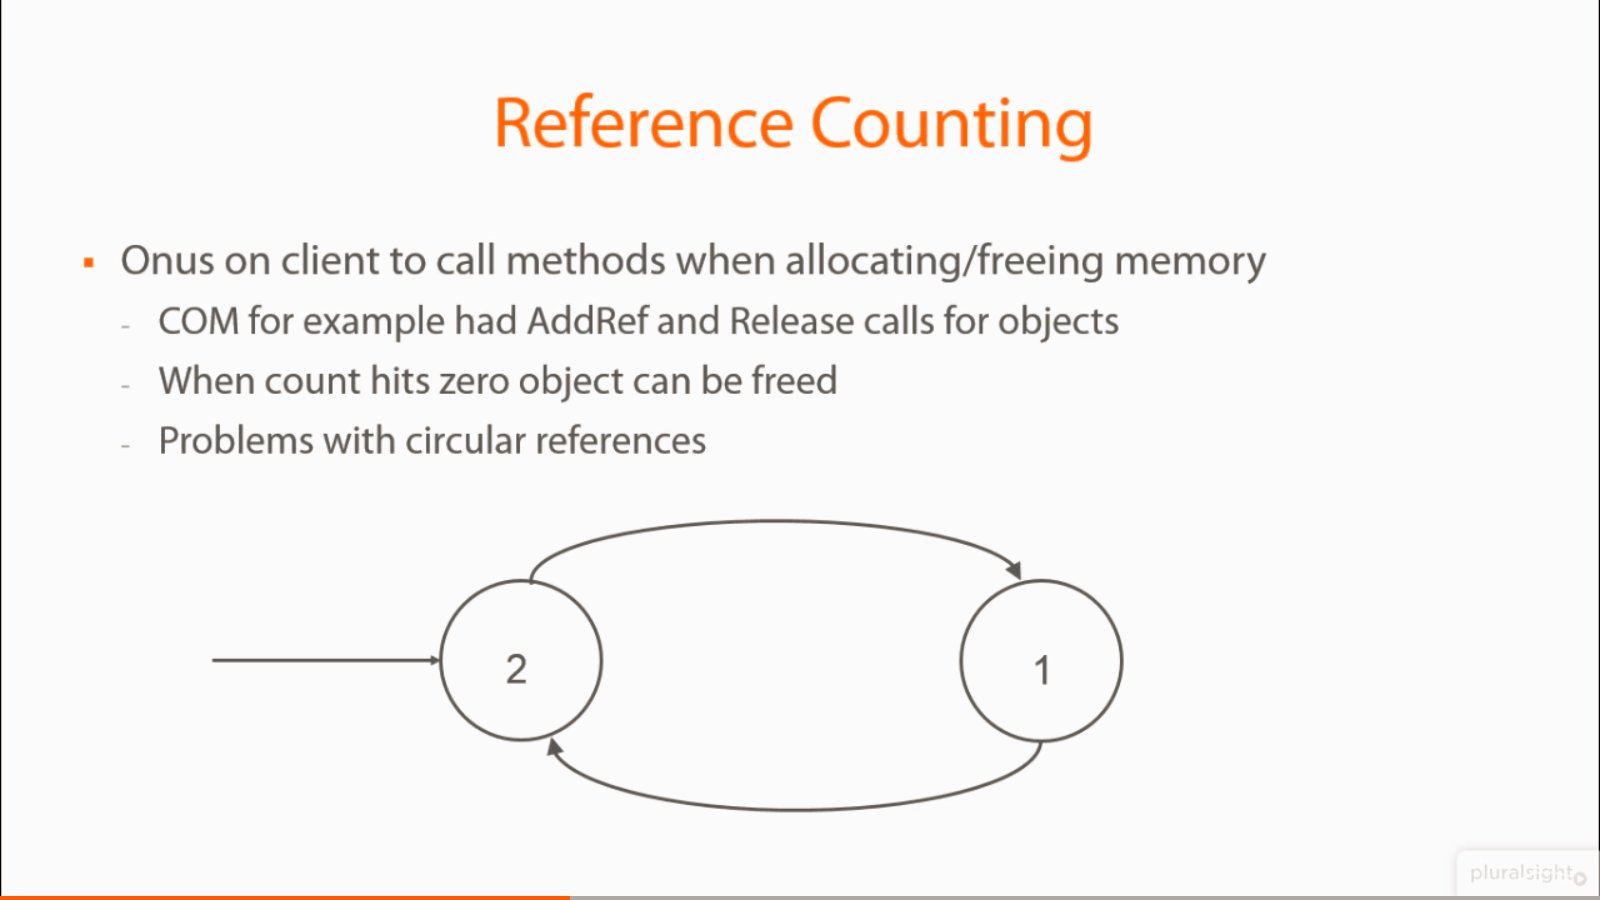 Reference Counting
Onus on client to call methods when allocating/freeing memory
- COM for example had AddRef and Release calls for objects
- When count hits zero object can be freed
- Problems with circular references
2
1
pluralsight